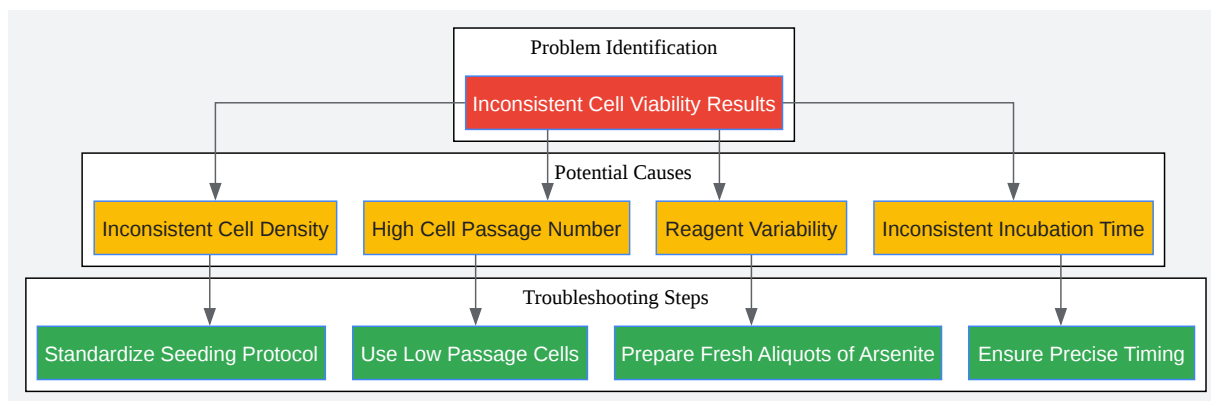 Problem Identification
Inconsistent Cell Viability Results
Potential Causes
Inconsistent Cell Density
High Cell Passage Number
Reagent Variability
Inconsistent Incubation Time
Troubleshooting Steps
Standardize Seeding Protocol
Use Low Passage Cells
Prepare Fresh Aliquots of Arsenite
Ensure Precise Timing